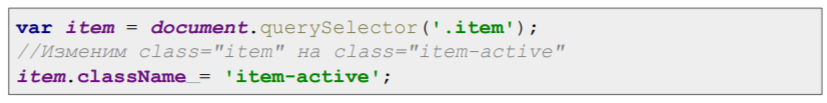 var item = document.querySelector('.item');
//Изменим class="item" на class="item-active"
item.className = 'item-active';